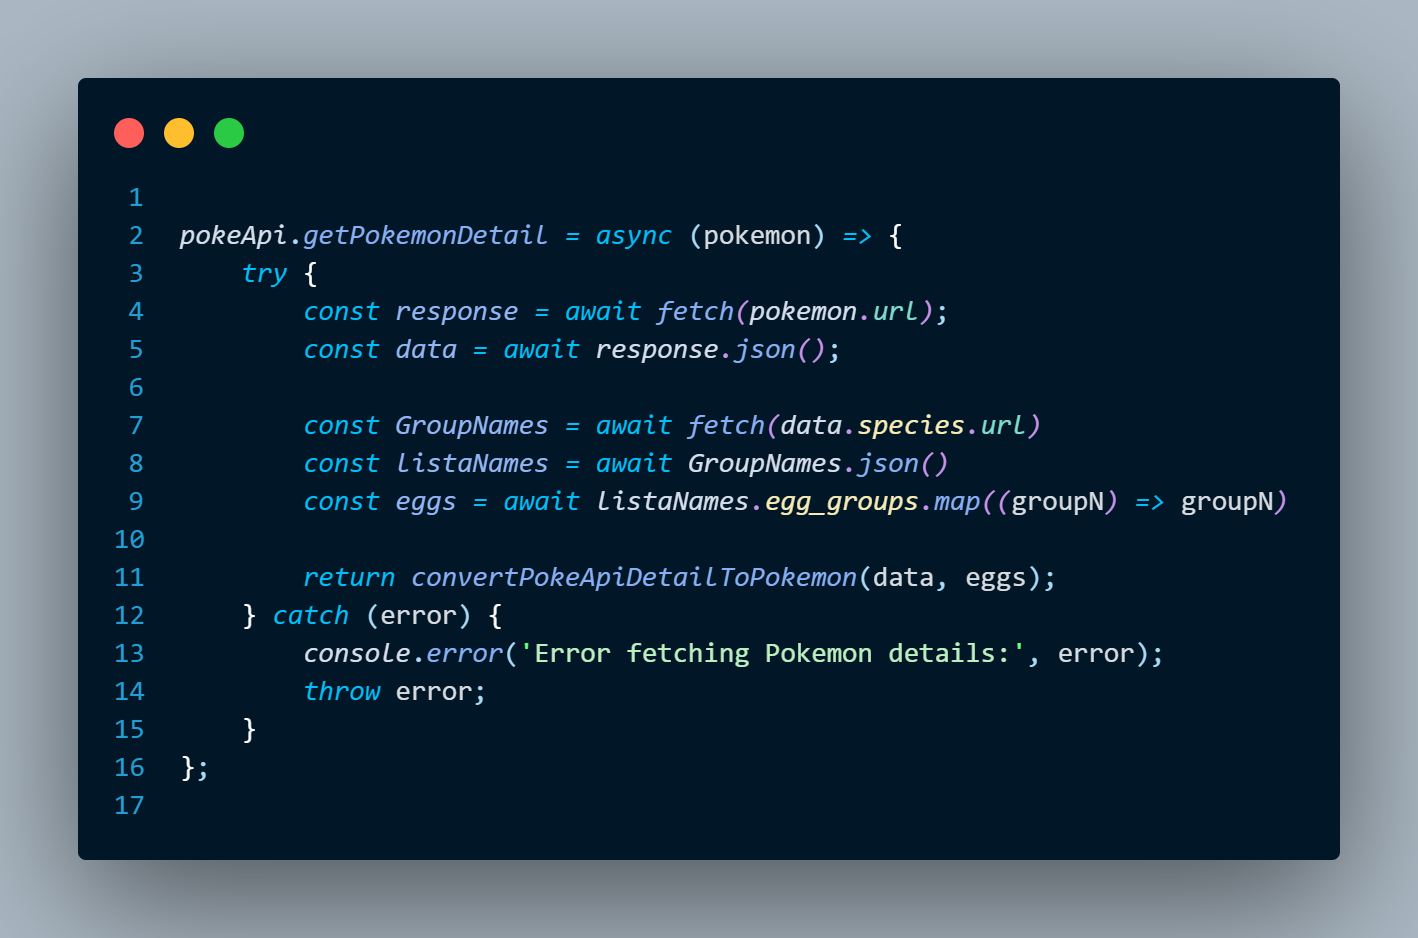 1
2 pokeApi.getPokemonDetail = async (pokemon) => {
3     try {
4         const response = await fetch(pokemon.url);
5         const data = await response.json();
6
7         const GroupNames = await fetch(data.species.url)
8         const listaNames = await GroupNames.json()
9         const eggs = await listaNames.egg_groups.map((groupN) => groupN)
10
11         return convertPokeApiDetailToPokemon(data, eggs);
12     } catch (error) {
13         console.error('Error fetching Pokemon details:', error);
14         throw error;
15     }
16 };
17